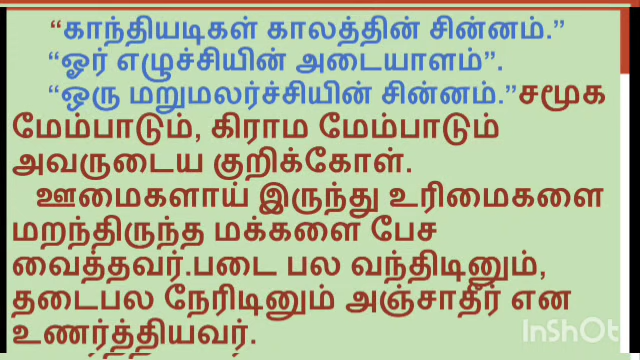 “காந்தியடிகள் காலத்தின் சின்னம்.”
“ஓர் எழுச்சியின் அடையாளம்”.
“ஒரு மறுமலர்ச்சியின் சின்னம்.”சமூக
மேம்பாடும், கிராம மேம்பாடும்
அவருடைய குறிக்கோள்.
ஊமைகளாய் இருந்து உரிமைகளை
மறந்திருந்த மக்களை பேச
வைத்தவர்.படை பல வந்திடினும்,
தடைபல நேரிடினும் அஞ்சாதீர் என
உணர்த்தியவர்.
InShOt